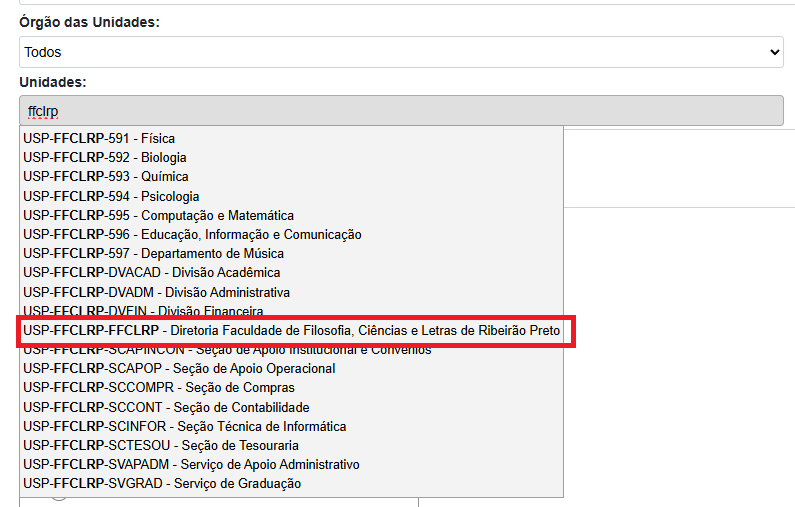 Órgão das Unidades:
Todos
Unidades:
ffclrp
USP-FFCLRP-591 - Física
USP-FFCLRP-592 - Biologia
USP-FFCLRP-593 - Química
USP-FFCLRP-594 - Psicologia
USP-FFCLRP-595 - Computação e Matemática
USP-FFCLRP-596 - Educação, Informação e Comunicação
USP-FFCLRP-597 - Departamento de Música
USP-FFCLRP-DVACAD - Divisão Acadêmica
USP-FFCLRP-DVADM - Divisão Administrativa
USP-FFCLRP-DVFIN - Divisão Financeira
USP-FFCLRP-FFCLRP - Diretoria Faculdade de Filosofia, Ciências e Letras de Ribeirão Preto
USP-FFCLRP-SCAPINCON - Seção de Apoio Institucional e Convênios
USP-FFCLRP-SCAPOP - Seção de Apoio Operacional
USP-FFCLRP-SCCOMPR - Seção de Compras
USP-FFCLRP-SCCONT - Seção de Contabilidade
USP-FFCLRP-SCINFOR - Seção Técnica de Informática
USP-FFCLRP-SCTESOU - Seção de Tesouraria
USP-FFCLRP-SVAPADM - Serviço de Apoio Administrativo
USP-FFCLRP-SVGRAD - Serviço de Graduação